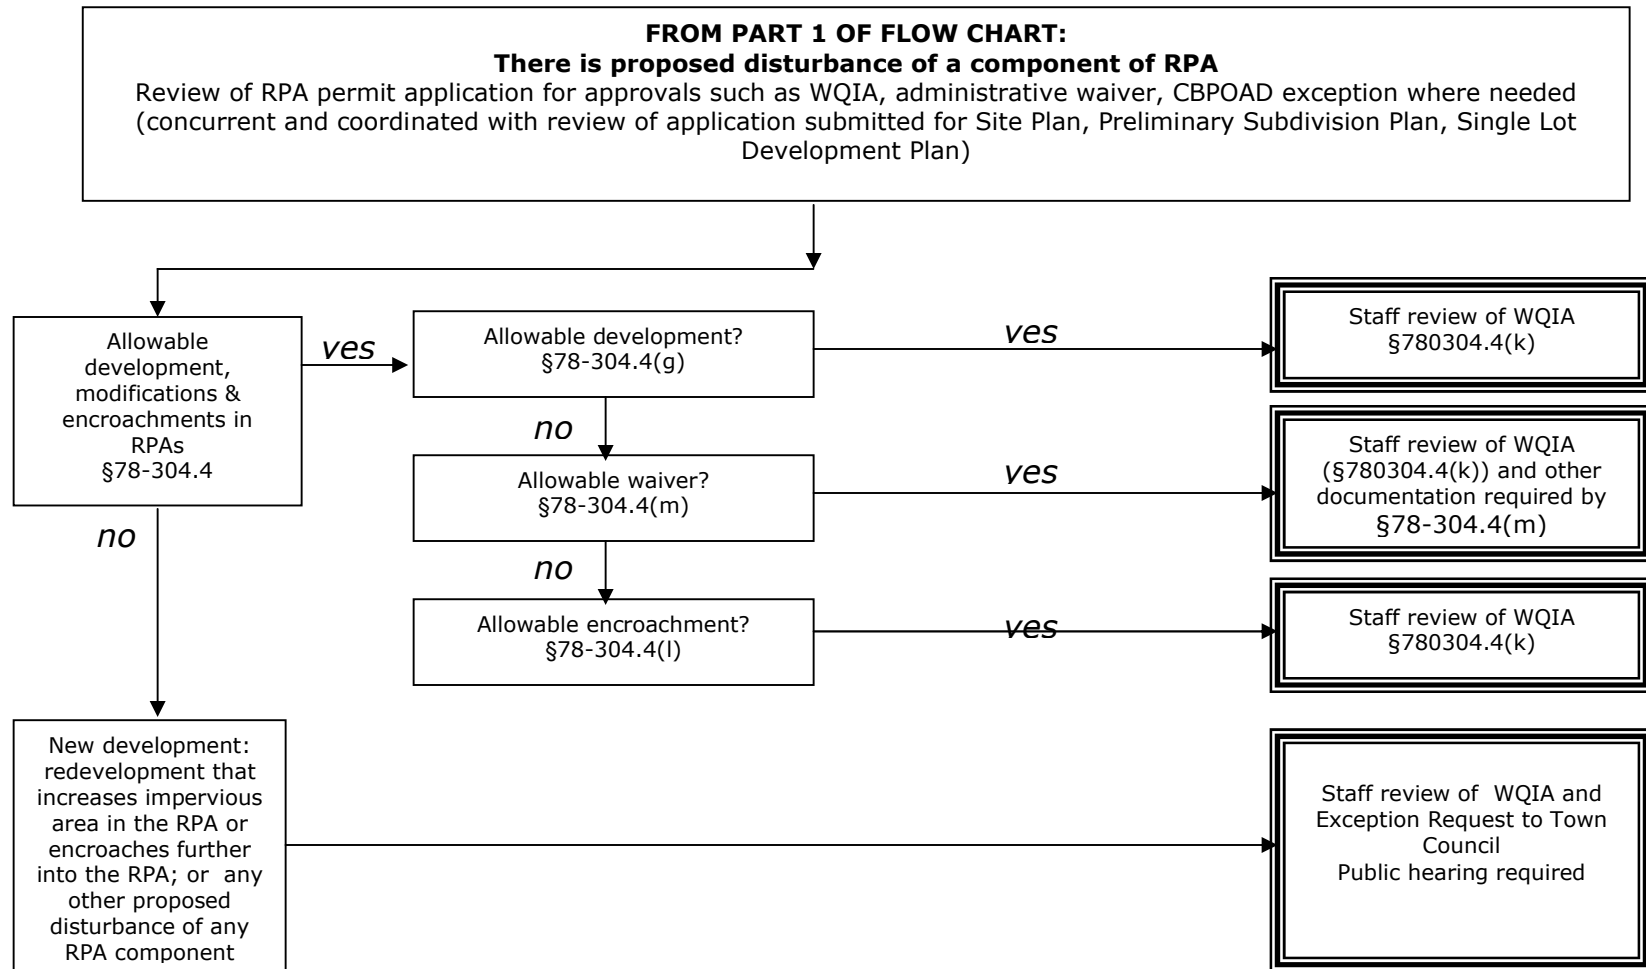 FROM PART 1 OF FLOW CHART:
There is proposed disturbance of a component of RPA
Review of RPA permit application for approvals such as WQIA, administrative waiver, CBPOAD exception where needed
(concurrent and coordinated with review of application submitted for Site Plan, Preliminary Subdivision Plan, Single Lot
Development Plan)
Allowable
development,
modifications &
encroachments in
RPAs
§78-304.4
yes
Allowable development?
§78-304.4(g)
yes
Staff review of WQIA
§780304.4(k)
no
Allowable waiver?
§78-304.4(m)
yes
Staff review of WQIA
(§780304.4(k)) and other
documentation required by
§78-304.4(m)
no
no
Allowable encroachment?
§78-304.4(l)
yes
Staff review of WQIA
§780304.4(k)
New development:
redevelopment that
increases impervious
area in the RPA or
encroaches further
into the RPA; or any
other proposed
disturbance of any
RPA component
Staff review of WQIA and
Exception Request to Town
Council
Public hearing required